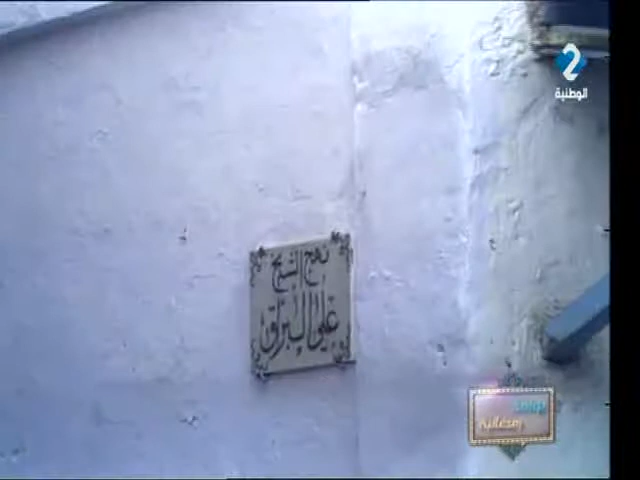 2
الوطنية
نهج الشيخ
علي البراق